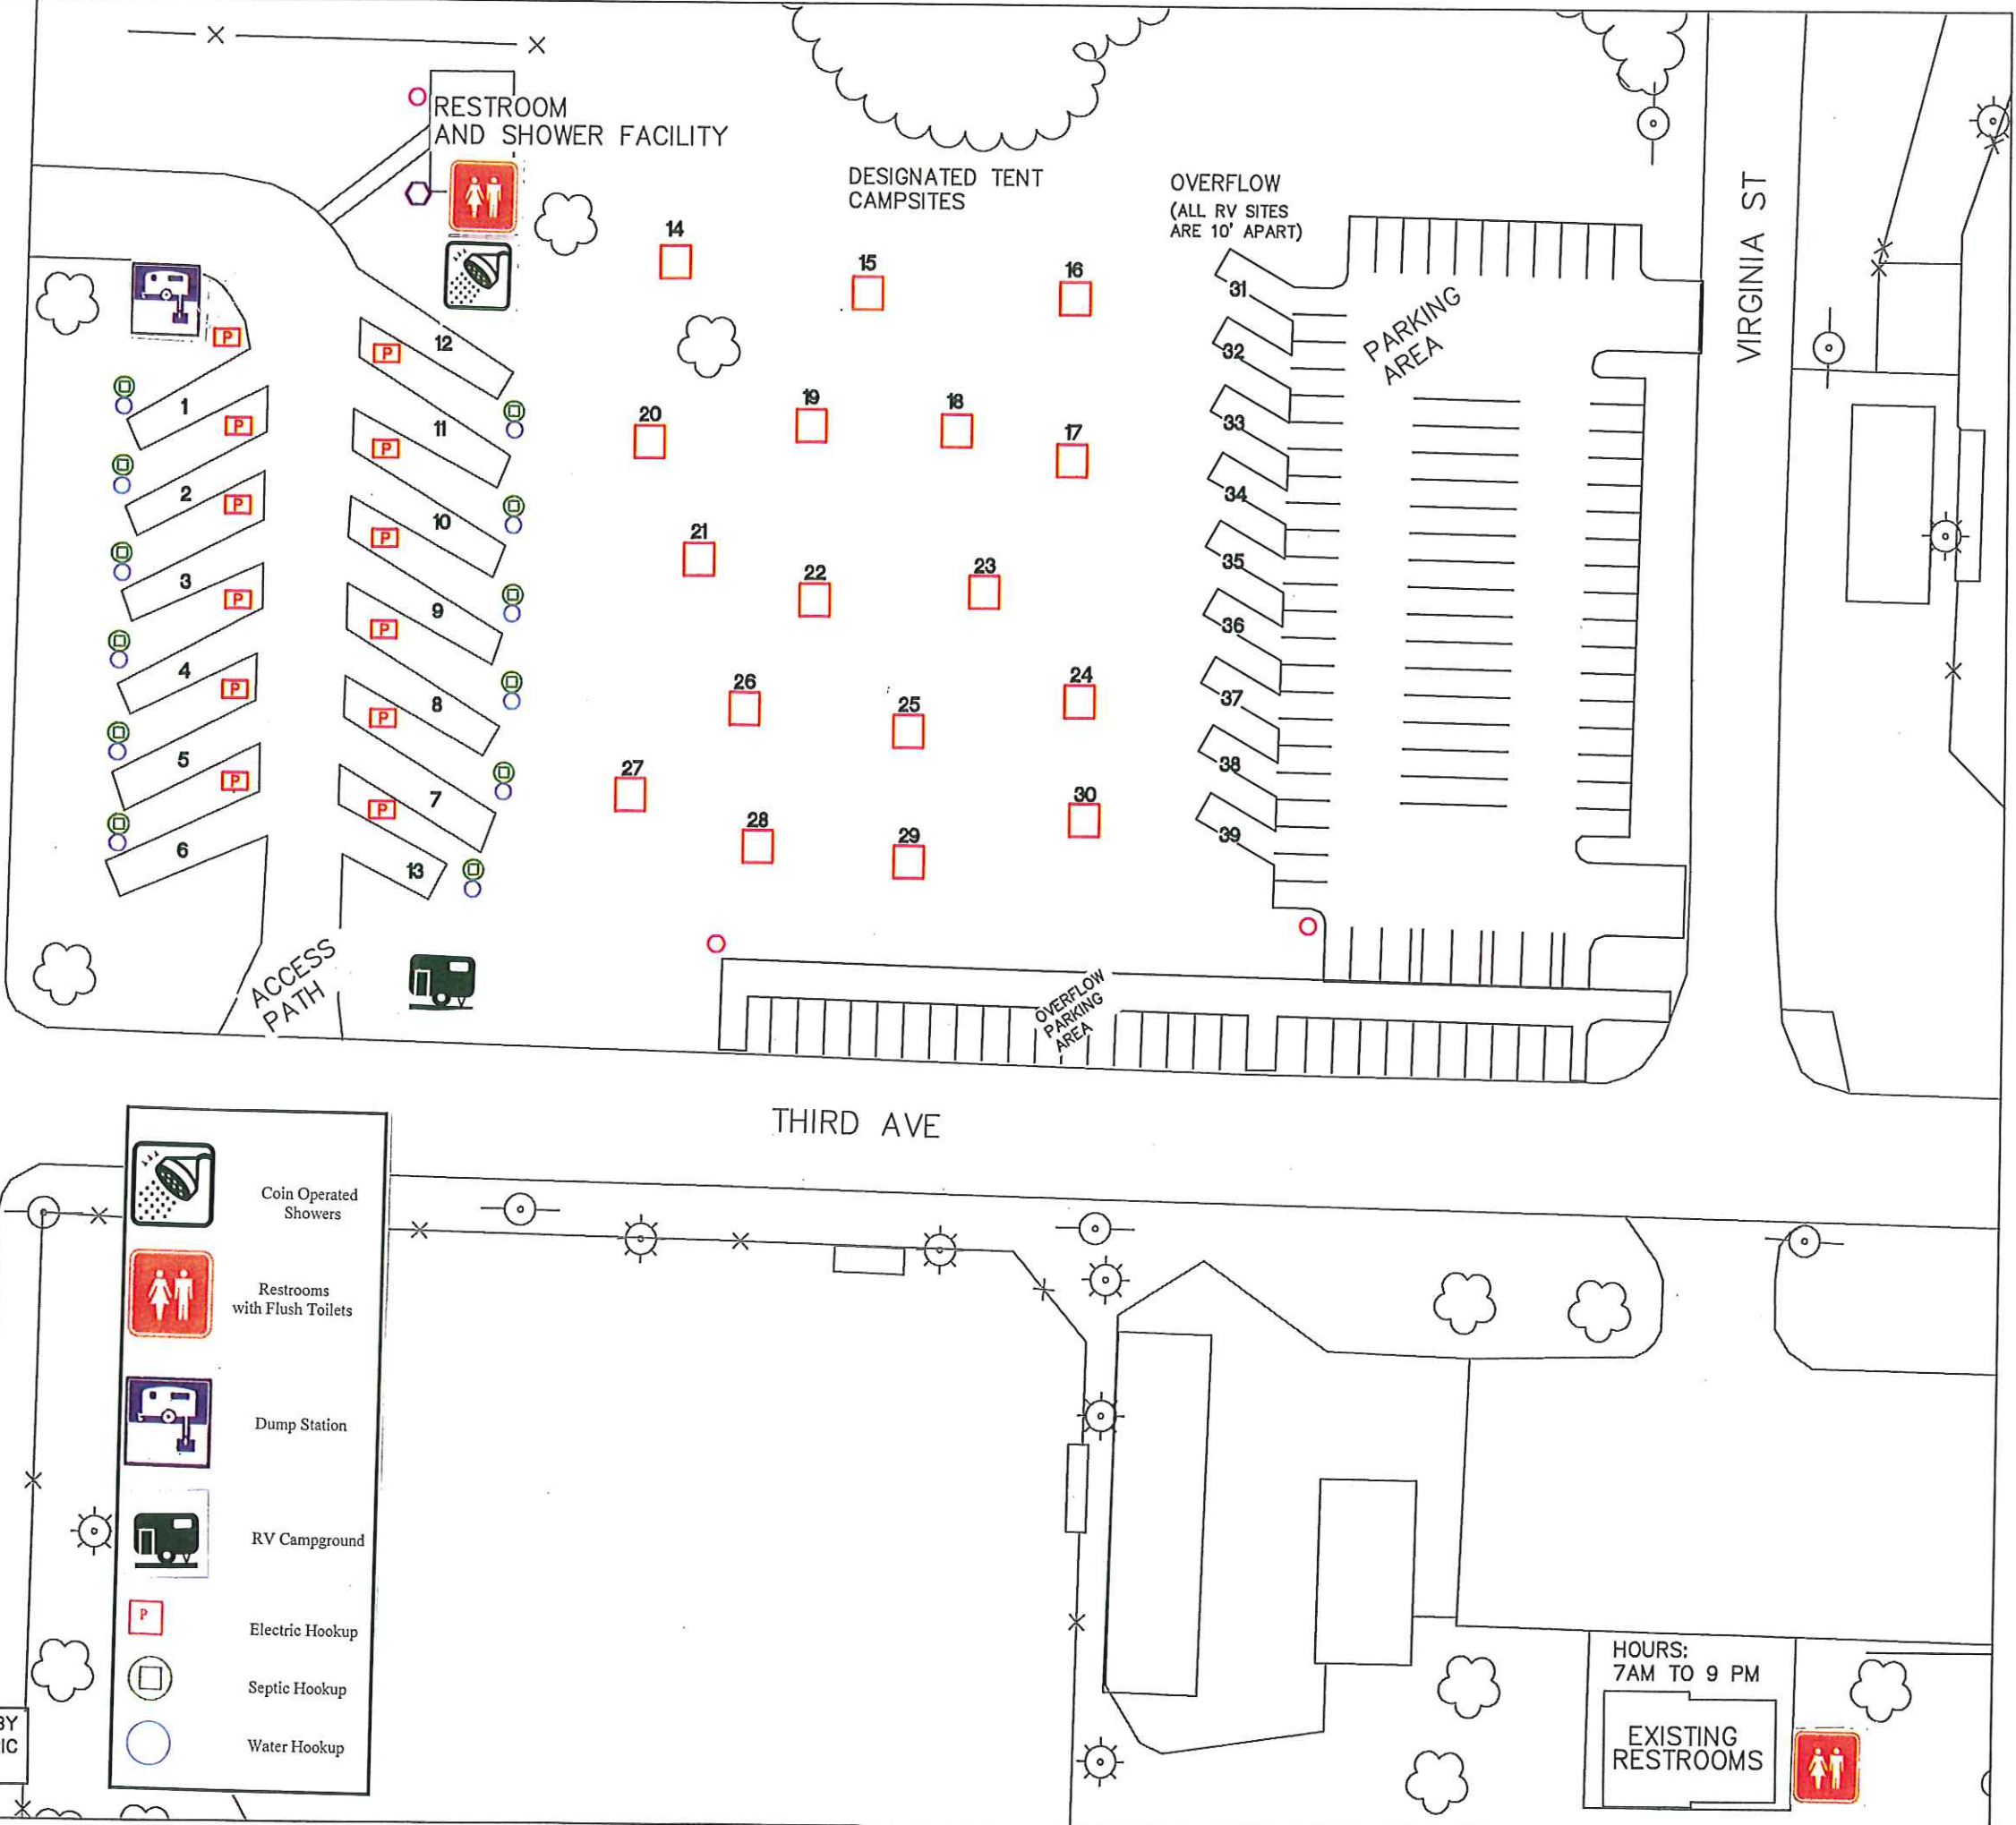 RESTROOM
AND SHOWER FACILITY
DESIGNATED TENT
CAMPSITES
OVERFLOW
(ALL RV SITES
ARE 10' APART)
VIRGINIA ST
PARKING
AREA
14
15
16
31
32
33
34
35
36
37
38
39
P
1
P
2
P
3
P
4
P
5
P
6
12
P
11
P
10
P
9
P
8
P
7
P
13
20
19
18
17
21
22
23
26
25
24
27
28
29
30
ACCESS
PATH
OVERFLOW
PARKING
AREA
THIRD AVE
Coin Operated
Showers
Restrooms
with Flush Toilets
Dump Station
RV Campground
P
Electric Hookup
Septic Hookup
Water Hookup
BY
IC
HOURS:
7AM TO 9 PM
EXISTING
RESTROOMS